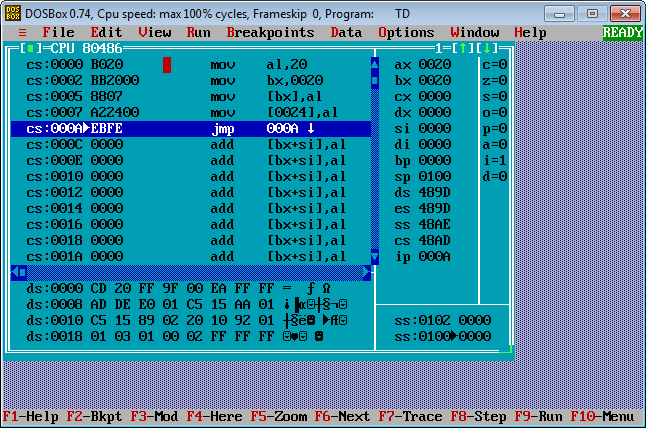 DOSBox 0.74, Cpu speed: max 100% cycles, Frameskip 0, Program: TD
≡ File Edit View Run Breakpoints Data Options Window Help READY
[■]=CPU 80486 1=[↑][↓]
cs:0000 B020 mov al,20 ax 0020 c=0
cs:0002 BB2000 mov bx,0020 bx 0020 z=0
cs:0005 8807 mov [bx],al cx 0000 s=0
cs:0007 A22400 mov [0024],al dx 0000 o=0
cs:000A►EBFE jmp 000A ↓ si 0000 p=0
cs:000C 0000 add [bx+si],al di 0000 a=0
cs:000E 0000 add [bx+si],al bp 0000 i=1
cs:0010 0000 add [bx+si],al sp 0100 d=0
cs:0012 0000 add [bx+si],al ds 489D
cs:0014 0000 add [bx+si],al es 489D
cs:0016 0000 add [bx+si],al ss 48AE
cs:0018 0000 add [bx+si],al cs 48AD
cs:001A 0000 add [bx+si],al ip 000A
ds:0000 CD 20 FF 9F 00 EA FF FF = ƒ Ω
ds:0008 AD DE E0 01 C5 15 AA 01 ¡▐α☺┼§¬☺
ds:0010 C5 15 89 02 20 10 92 01 ┼§ë☻ ►Æ☺ ss:0102 0000
ds:0018 01 03 01 00 02 FF FF FF ☺♥☺ ☻ ss:0100►0000
F1-Help F2-Bkpt F3-Mod F4-Here F5-Zoom F6-Next F7-Trace F8-Step F9-Run F10-Menu